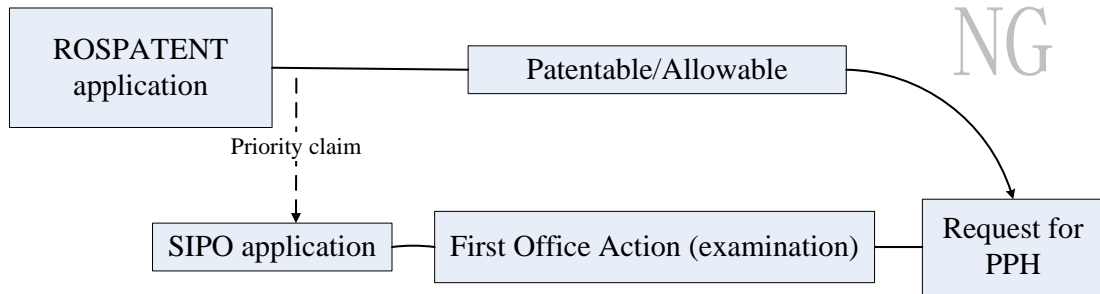 ROSPATENT
application
Patentable/Allowable
NG
Priority claim
SIPO application
First Office Action (examination)
Request for
PPH